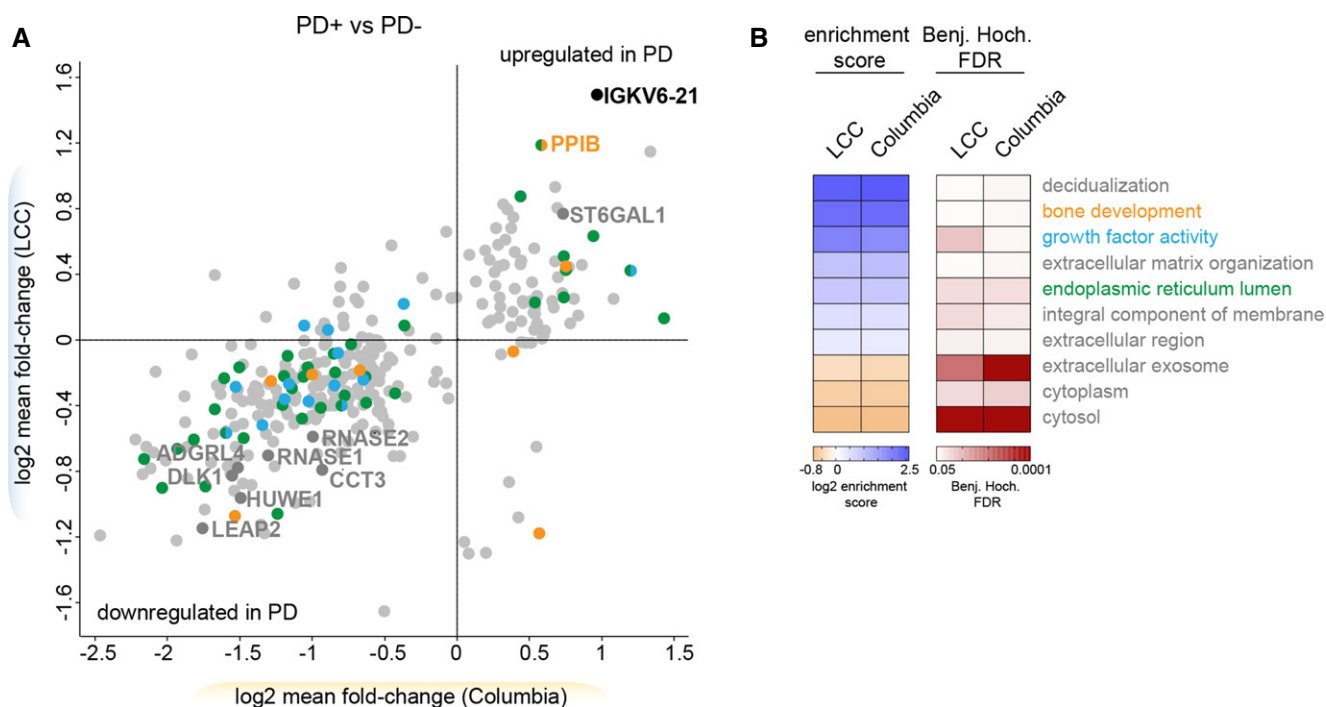 A
PD+ vs PD-
upregulated in PD
IGKV6-21
PPIB
ST6GAL1
RNASE2
ADGRL4
RNASE1
DLK1
CCT3
HUWE1
LEAP2
downregulated in PD
log2 mean fold-change (LCC)
1.6
1.2
0.8
0.4
0
-0.4
-0.8
-1.2
-1.6
-2.5 -2 -1.5 -1 -0.5 0 0.5 1 1.5
log2 mean fold-change (Columbia)
B
enrichment
score
Benj. Hoch.
FDR
LCC
Columbia
LCC
Columbia
decidualization
bone development
growth factor activity
extracellular matrix organization
endoplasmic reticulum lumen
integral component of membrane
extracellular region
extracellular exosome
cytoplasm
cytosol
-0.8 0 2.5
log2 enrichment
score
0.05 0.0001
Benj. Hoch.
FDR